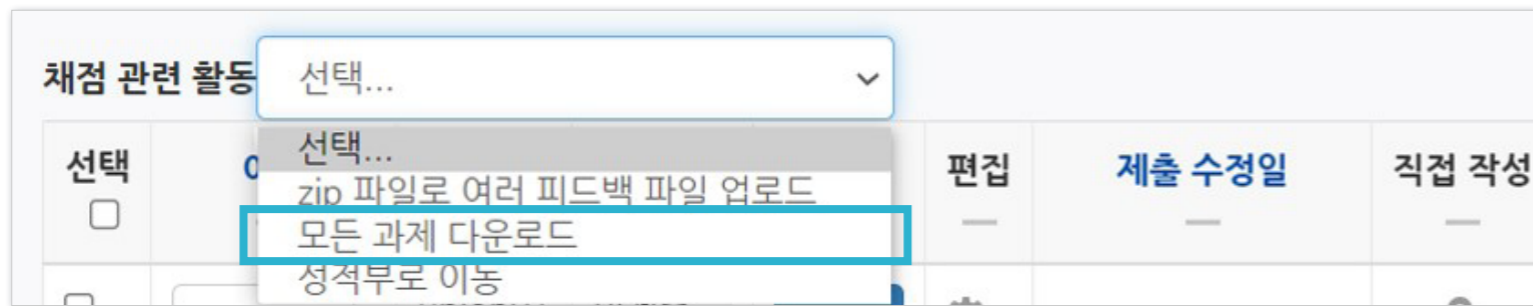 채점 관련 활동 선택...
선택...
zip 파일로 여러 피드백 파일 업로드
모든 과제 다운로드
성적부로 이동
선택 편집 제출 수정일 직접 작성